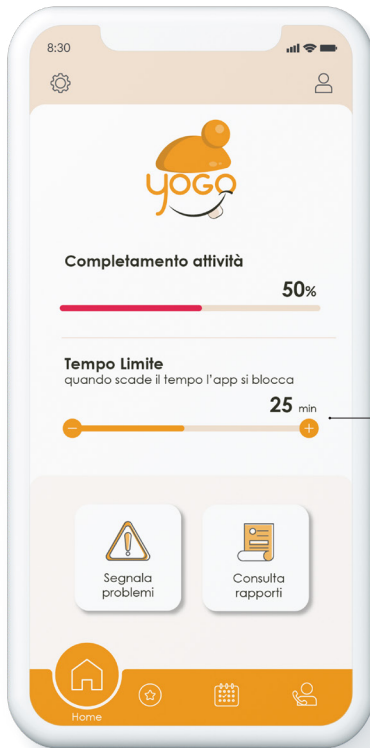 8:30
yogo
Completamento attività
50%
Tempo Limite
quando scade il tempo l'app si blocca
25 min
Segnala
problemi
Consulta
rapporti
Home